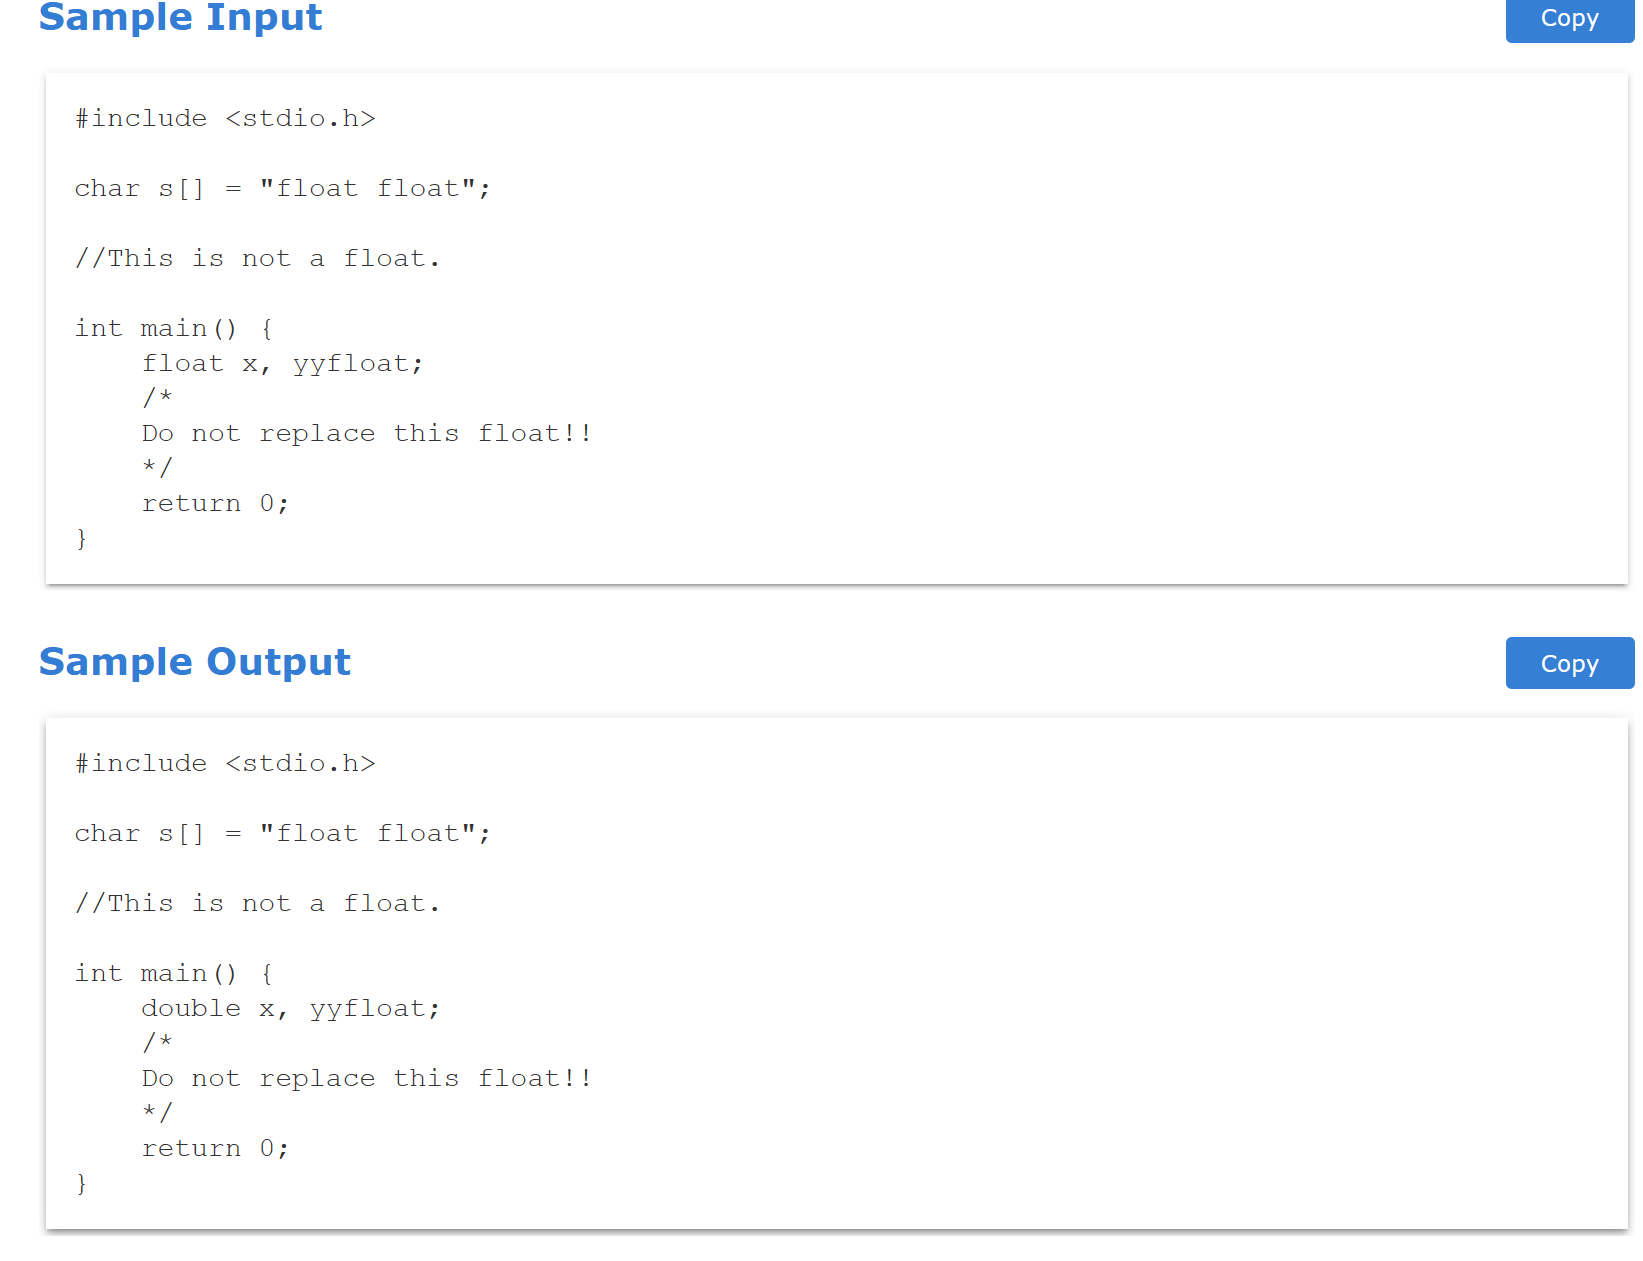 Sample Input
Copy
#include <stdio.h>
char s[] = "float float";
//This is not a float.
int main() {
    float x, yyfloat;
    /*
    Do not replace this float!!
    */
    return 0;
}
Sample Output
Copy
#include <stdio.h>
char s[] = "float float";
//This is not a float.
int main() {
    double x, yyfloat;
    /*
    Do not replace this float!!
    */
    return 0;
}